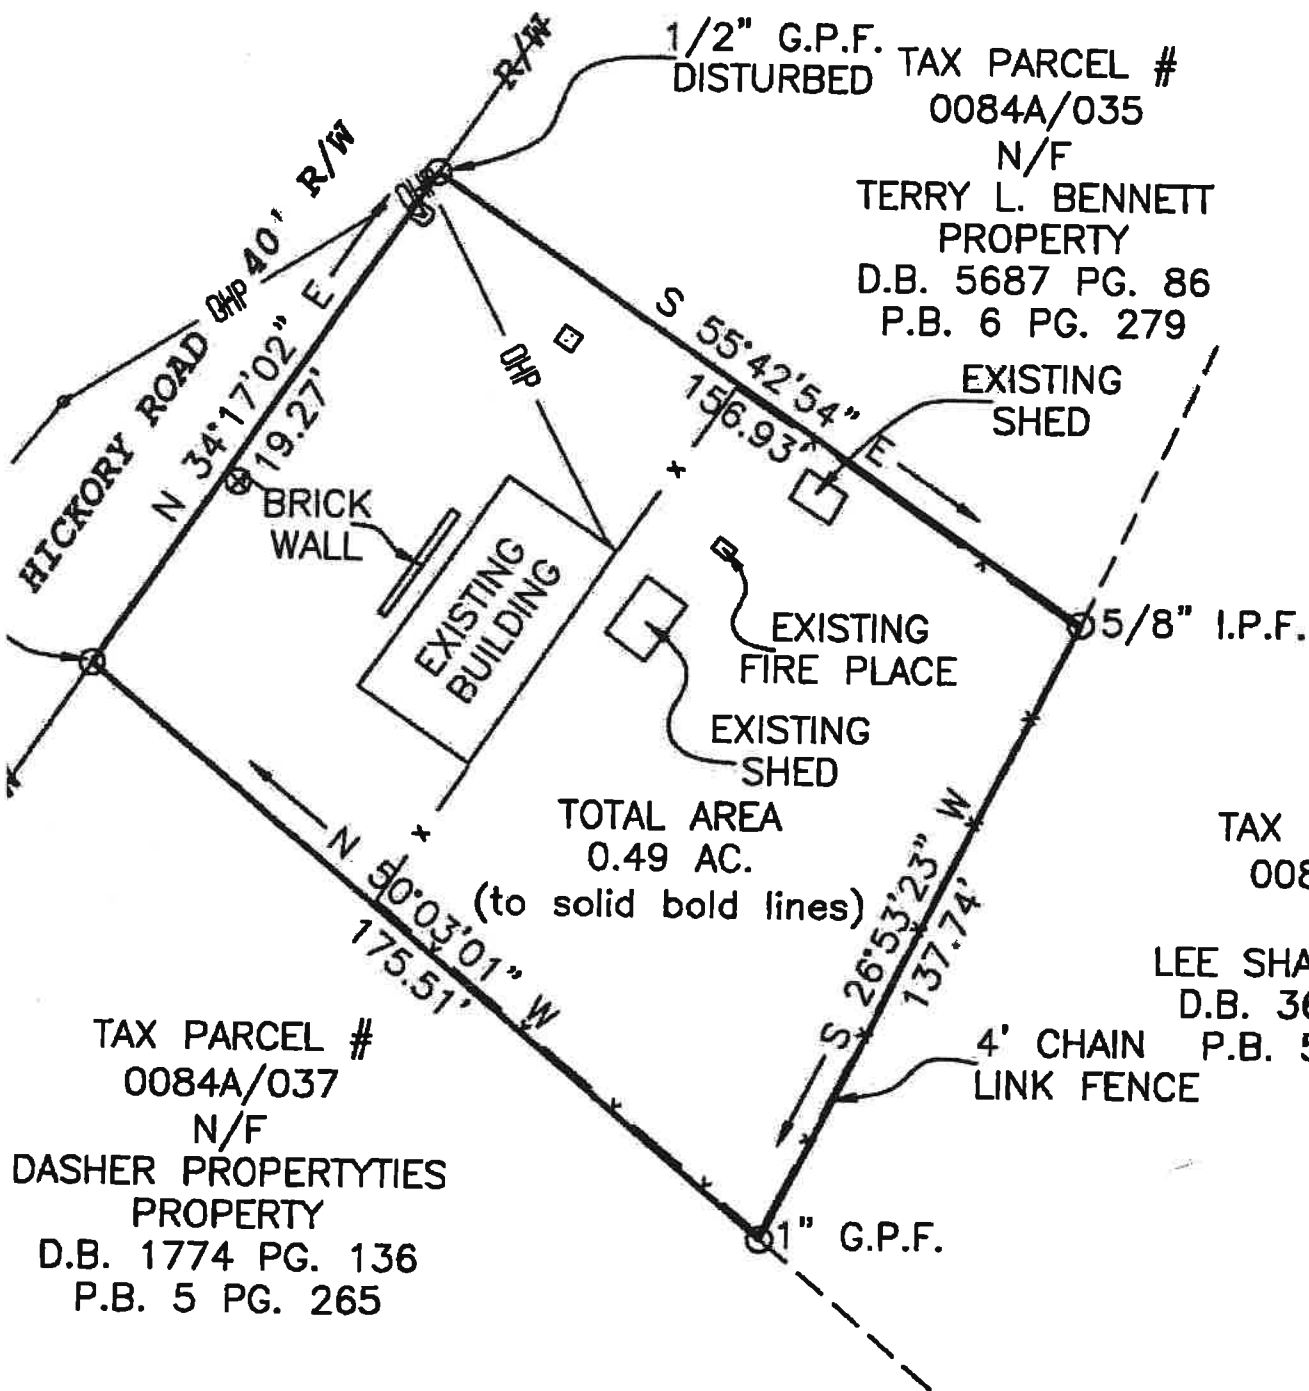 1/2" G.P.F.
DISTURBED
TAX PARCEL #
0084A/035
N/F
TERRY L. BENNETT
PROPERTY
D.B. 5687 PG. 86
P.B. 6 PG. 279
R/W
HICKORY ROAD 40' R/W
OHP
OHP
OHP
N 34°17'02" E
19.27'
S 55°42'54" E
156.93'
EXISTING
SHED
BRICK
WALL
EXISTING
BUILDING
EXISTING
FIRE PLACE
5/8" I.P.F.
EXISTING
SHED
TOTAL AREA
0.49 AC.
(to solid bold lines)
S 26°53'23" W
137.74'
N 50°03'01" W
175.51'
TAX
008
LEE SHA
D.B. 36
P.B. 5
4' CHAIN
LINK FENCE
TAX PARCEL #
0084A/037
N/F
DASHER PROPERTYTIES
PROPERTY
D.B. 1774 PG. 136
P.B. 5 PG. 265
1" G.P.F.